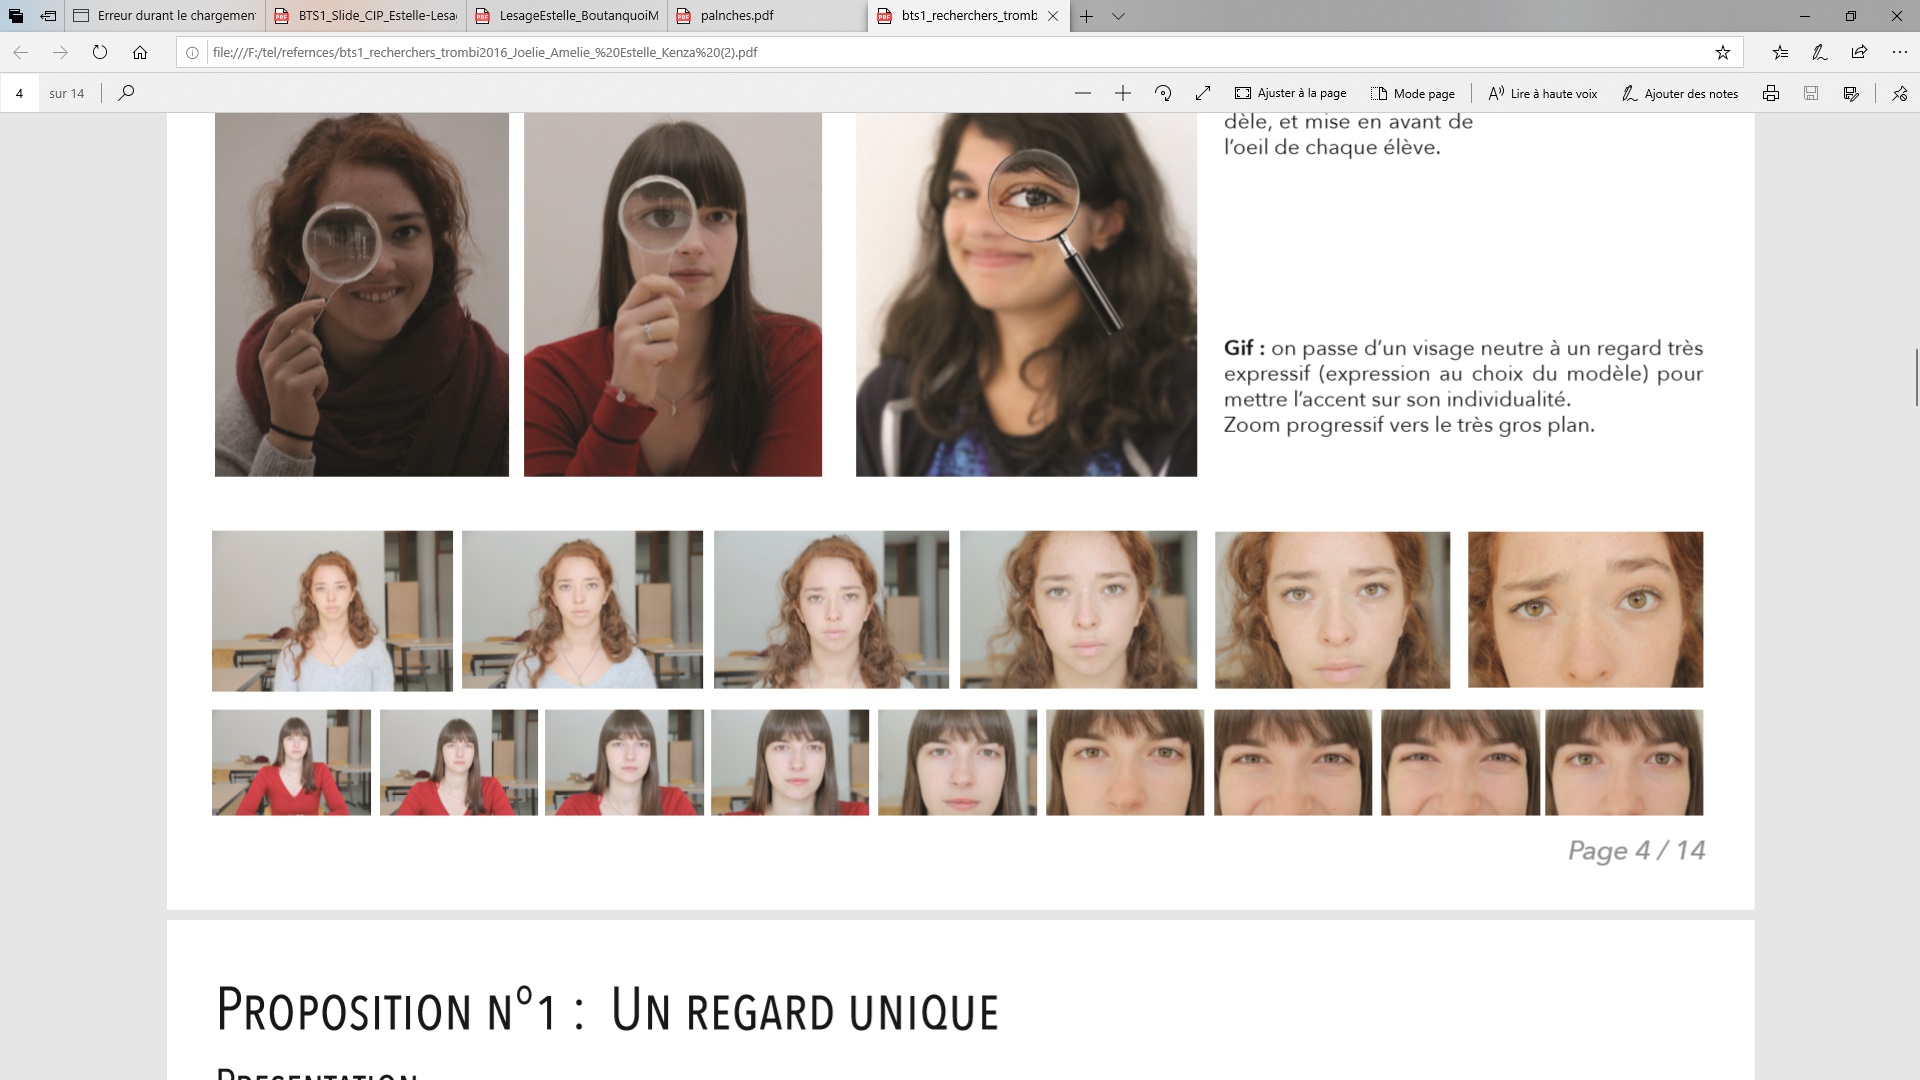 Erreur durant le chargemen
BTS1_Slide_CIP_Estelle-Lesa
LesageEstelle_BoutanquoiM
palnches.pdf
bts1_recherchers_tromb
file:///F:/tel/refernces/bts1_recherchers_trombi2016_Joelie_Amelie_%20Estelle_Kenza%20(2).pdf
4 sur 14
Ajuster à la page
Mode page
Lire à haute voix
Ajouter des notes
dèle, et mise en avant de
l'oeil de chaque élève.
Gif : on passe d'un visage neutre à un regard très
expressif (expression au choix du modèle) pour
mettre l'accent sur son individualité.
Zoom progressif vers le très gros plan.
Page 4 / 14
Proposition n°1 : Un regard unique
Presentation